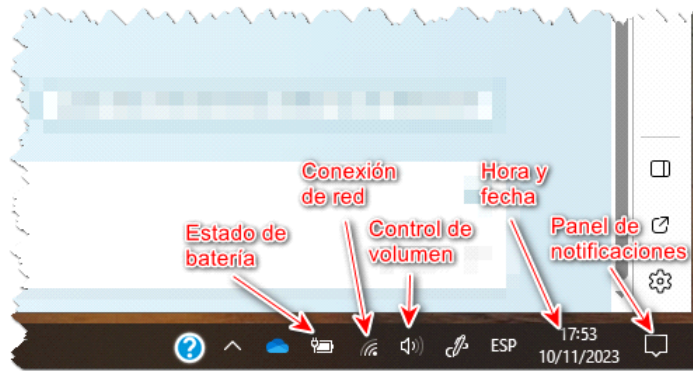 Conexión
de red
Hora y
fecha
Estado de
batería
Control de
volumen
Panel de
notificaciones
?
ESP
17:53
10/11/2023